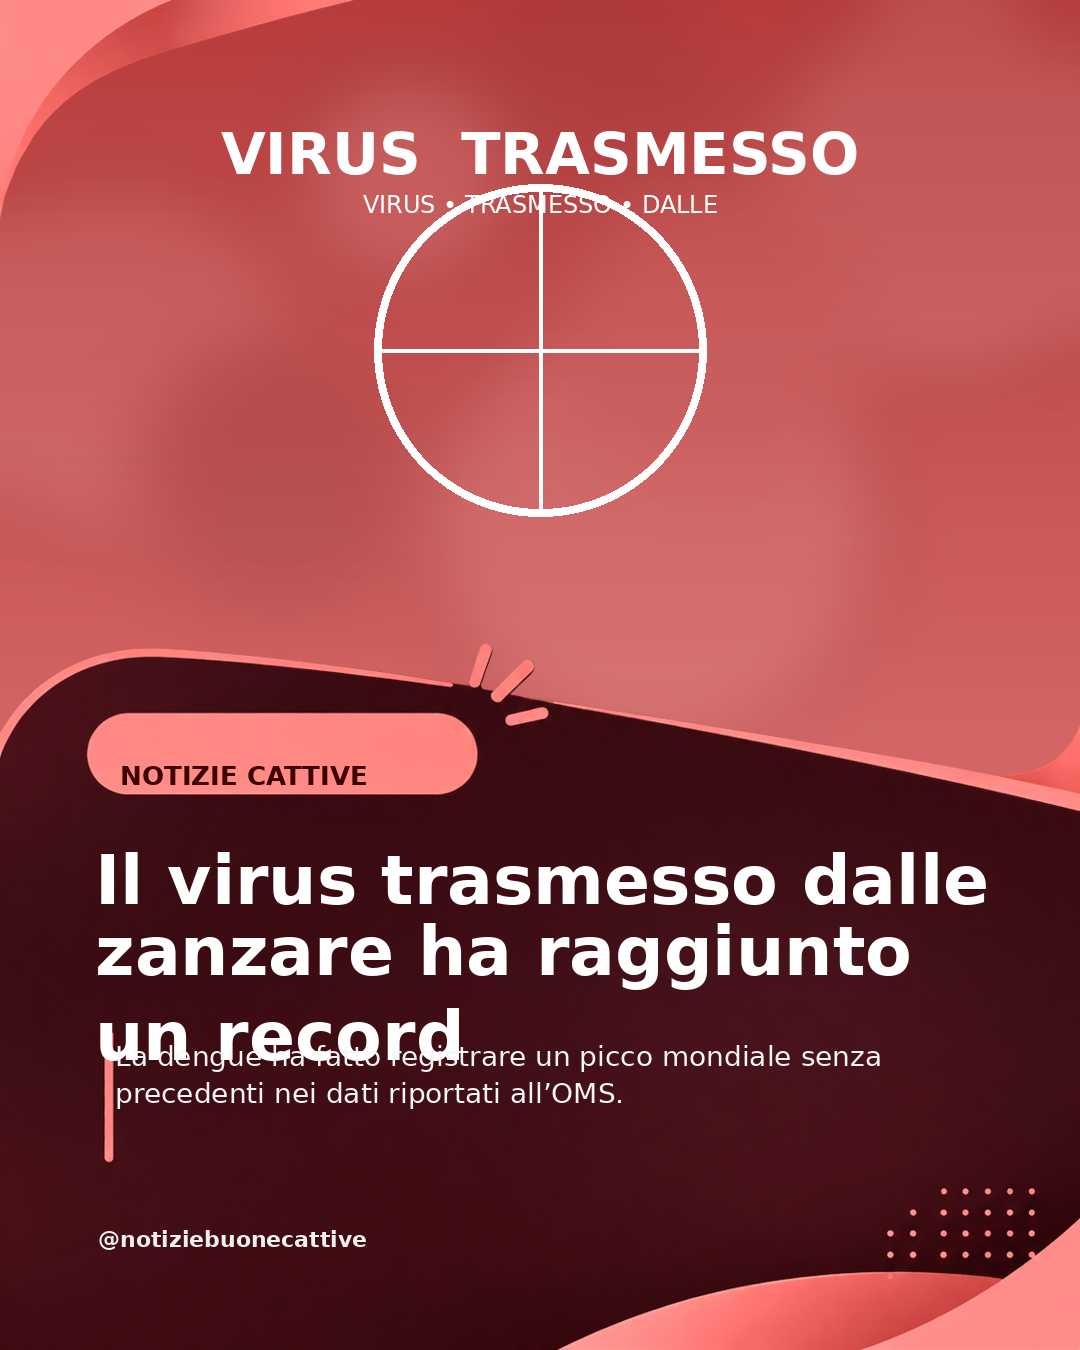 VIRUS TRASMESSO
VIRUS • TRASMESSO • DALLE
NOTIZIE CATTIVE
Il virus trasmesso dalle
zanzare ha raggiunto
un record
La dengue ha fatto registrare un picco mondiale senza
precedenti nei dati riportati all’OMS.
@notiziebuonecattive